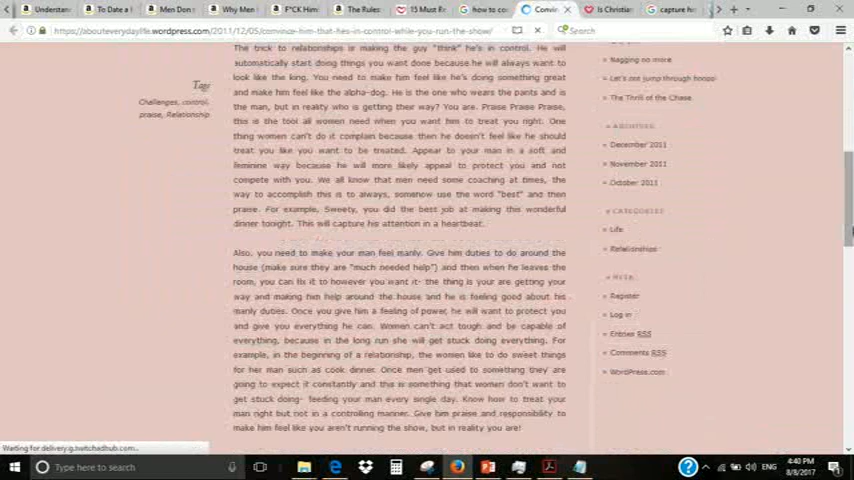 Understan
To Date a
Men Don
Why Men
F*CK Him
The Rules:
15 Must R
how to co
Convin
Is Christian
capture hi
https://abouteverydaylife.wordpress.com/2011/12/05/convince-him-that-hes-in-control-while-you-run-the-show/
Search
The trick to relationships is making the guy "think" he's in control. He will
automatically start doing things you want done because he will always want to
look like the king. You need to make him feel like he's doing something great
and make him feel like the alpha-dog. He is the one who wears the pants and is
the man, but in reality who is getting their way? You are. Praise Praise Praise,
this is the tool all women need when you want him to treat you right. One
thing women can't do it complain because then he doesn't feel like he should
treat you like you want to be treated. Appear to your man in a soft and
feminine way because he will more likely appeal to protect you and not
compete with you. We all know that men need some coaching at times, the
way to accomplish this is to always, somehow use the word "best" and then
praise. For example, Sweety, you did the best job at making this wonderful
dinner tonight. This will capture his attention in a heartbeat.
Also, you need to make your man feel manly. Give him duties to do around the
house (make sure they are "much needed help") and then when he leaves the
room, you can fix it to however you want it- the thing is your are getting your
way and making him help around the house and he is feeling good about his
manly duties. Once you give him a feeling of power, he will want to protect you
and give you everything he can. Women can't act tough and be capable of
everything, because in the long run she will get stuck doing everything. For
example, in the beginning of a relationship, the women like to do sweet things
for her man such as cook dinner. Once men get used to something they are
going to expect it constantly and this is something that women don't want to
get stuck doing- feeding your man every single day. Know how to treat your
man right but not in a controlling manner. Give him praise and responsibility to
make him feel like you aren't running the show, but in reality you are!
Tags
Challenges, control,
praise, Relationship
Nagging no more
Let's not jump through hoops!
The Thrill of the Chase
ARCHIVES
December 2011
November 2011
October 2011
CATEGORIES
Life
Relationships
META
Register
Log in
Entries RSS
Comments RSS
WordPress.com
Waiting for delivery.g.switchadhub.com...
Type here to search
ENG
4:40 PM
8/8/2017